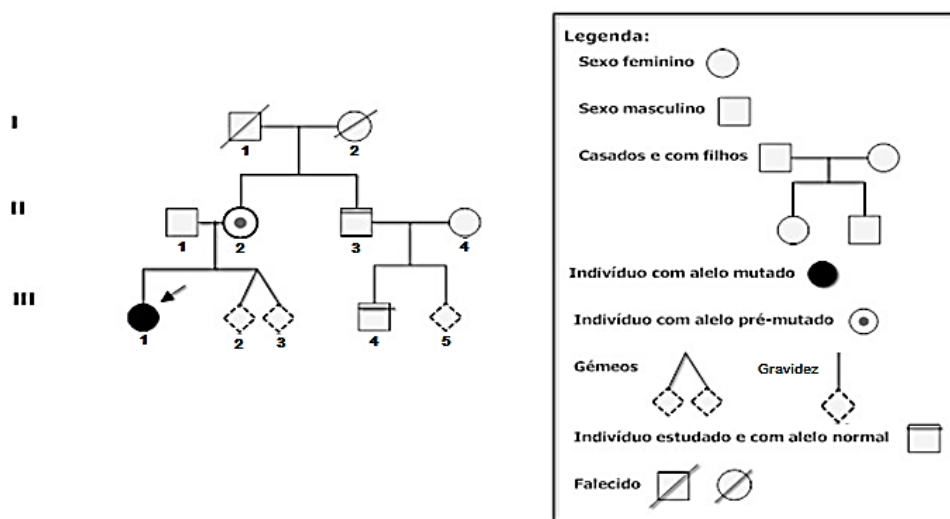 I
1
2
II
1
2
3
4
III
1
2
3
4
5
Legenda:
Sexo feminino
Sexo masculino
Casados e com filhos
Indivíduo com alelo mutado
Indivíduo com alelo pré-mutado
Gémeos
Gravidez
Indivíduo estudado e com alelo normal
Falecido